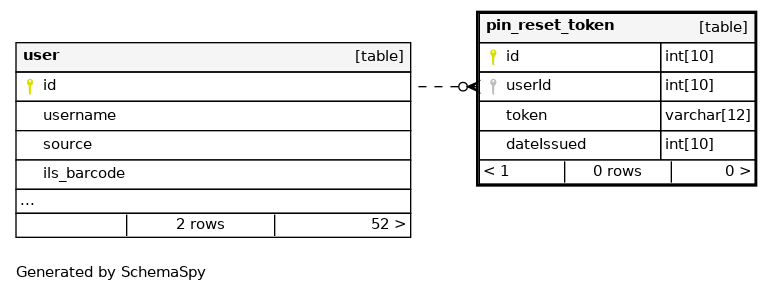 user [table]
id
username
source
ils_barcode
...
2 rows 52 >
pin_reset_token [table]
id int[10]
userId int[10]
token varchar[12]
dateIssued int[10]
< 1 0 rows 0 >
Generated by SchemaSpy